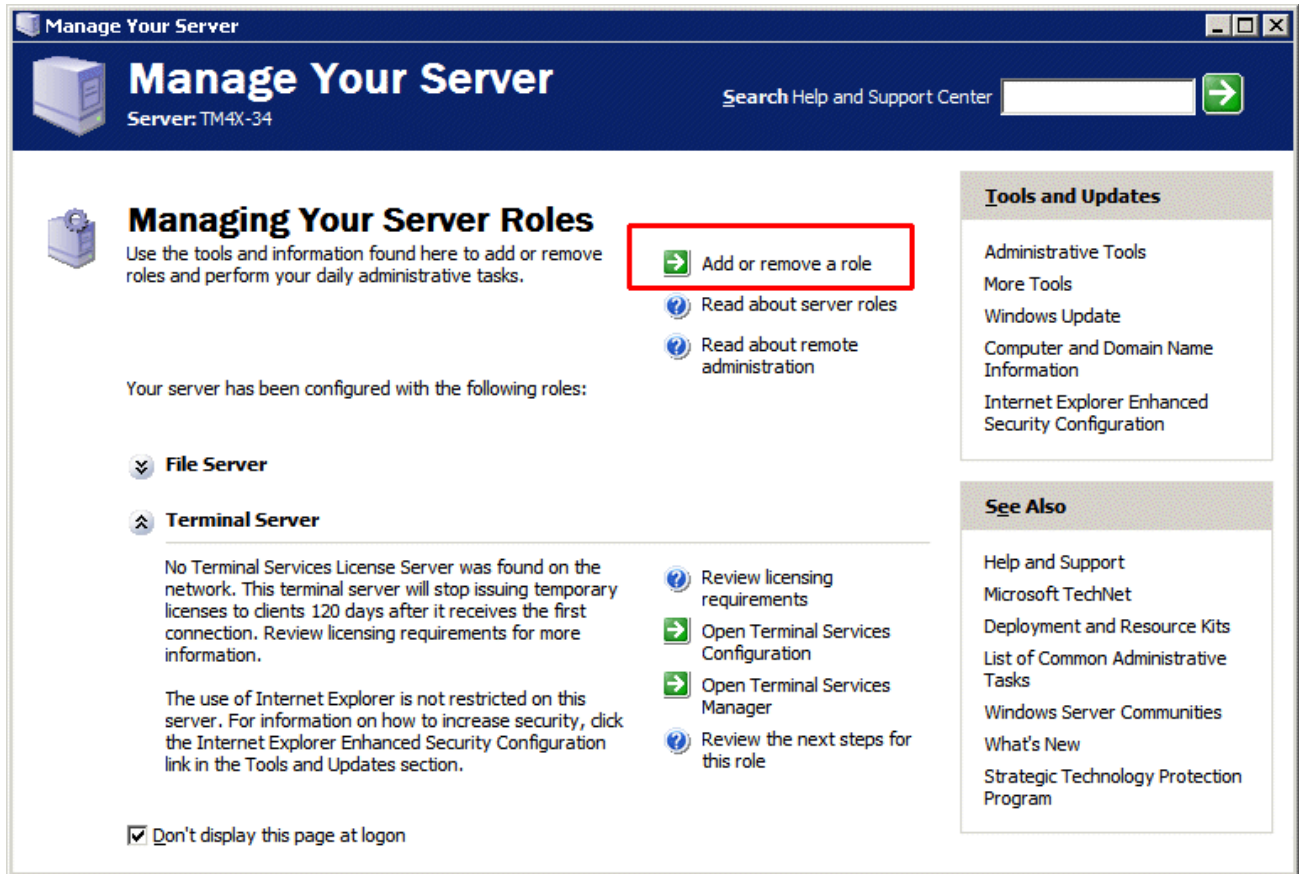 Manage Your Server
Manage Your Server
Server: TM4X-34
Search Help and Support Center
Managing Your Server Roles
Use the tools and information found here to add or remove
roles and perform your daily administrative tasks.
Add or remove a role
Read about server roles
Read about remote
administration
Your server has been configured with the following roles:
File Server
Terminal Server
No Terminal Services License Server was found on the
network. This terminal server will stop issuing temporary
licenses to clients 120 days after it receives the first
connection. Review licensing requirements for more
information.
The use of Internet Explorer is not restricted on this
server. For information on how to increase security, click
the Internet Explorer Enhanced Security Configuration
link in the Tools and Updates section.
Review licensing
requirements
Open Terminal Services
Configuration
Open Terminal Services
Manager
Review the next steps for
this role
Don't display this page at logon
Tools and Updates
Administrative Tools
More Tools
Windows Update
Computer and Domain Name
Information
Internet Explorer Enhanced
Security Configuration
See Also
Help and Support
Microsoft TechNet
Deployment and Resource Kits
List of Common Administrative
Tasks
Windows Server Communities
What's New
Strategic Technology Protection
Program